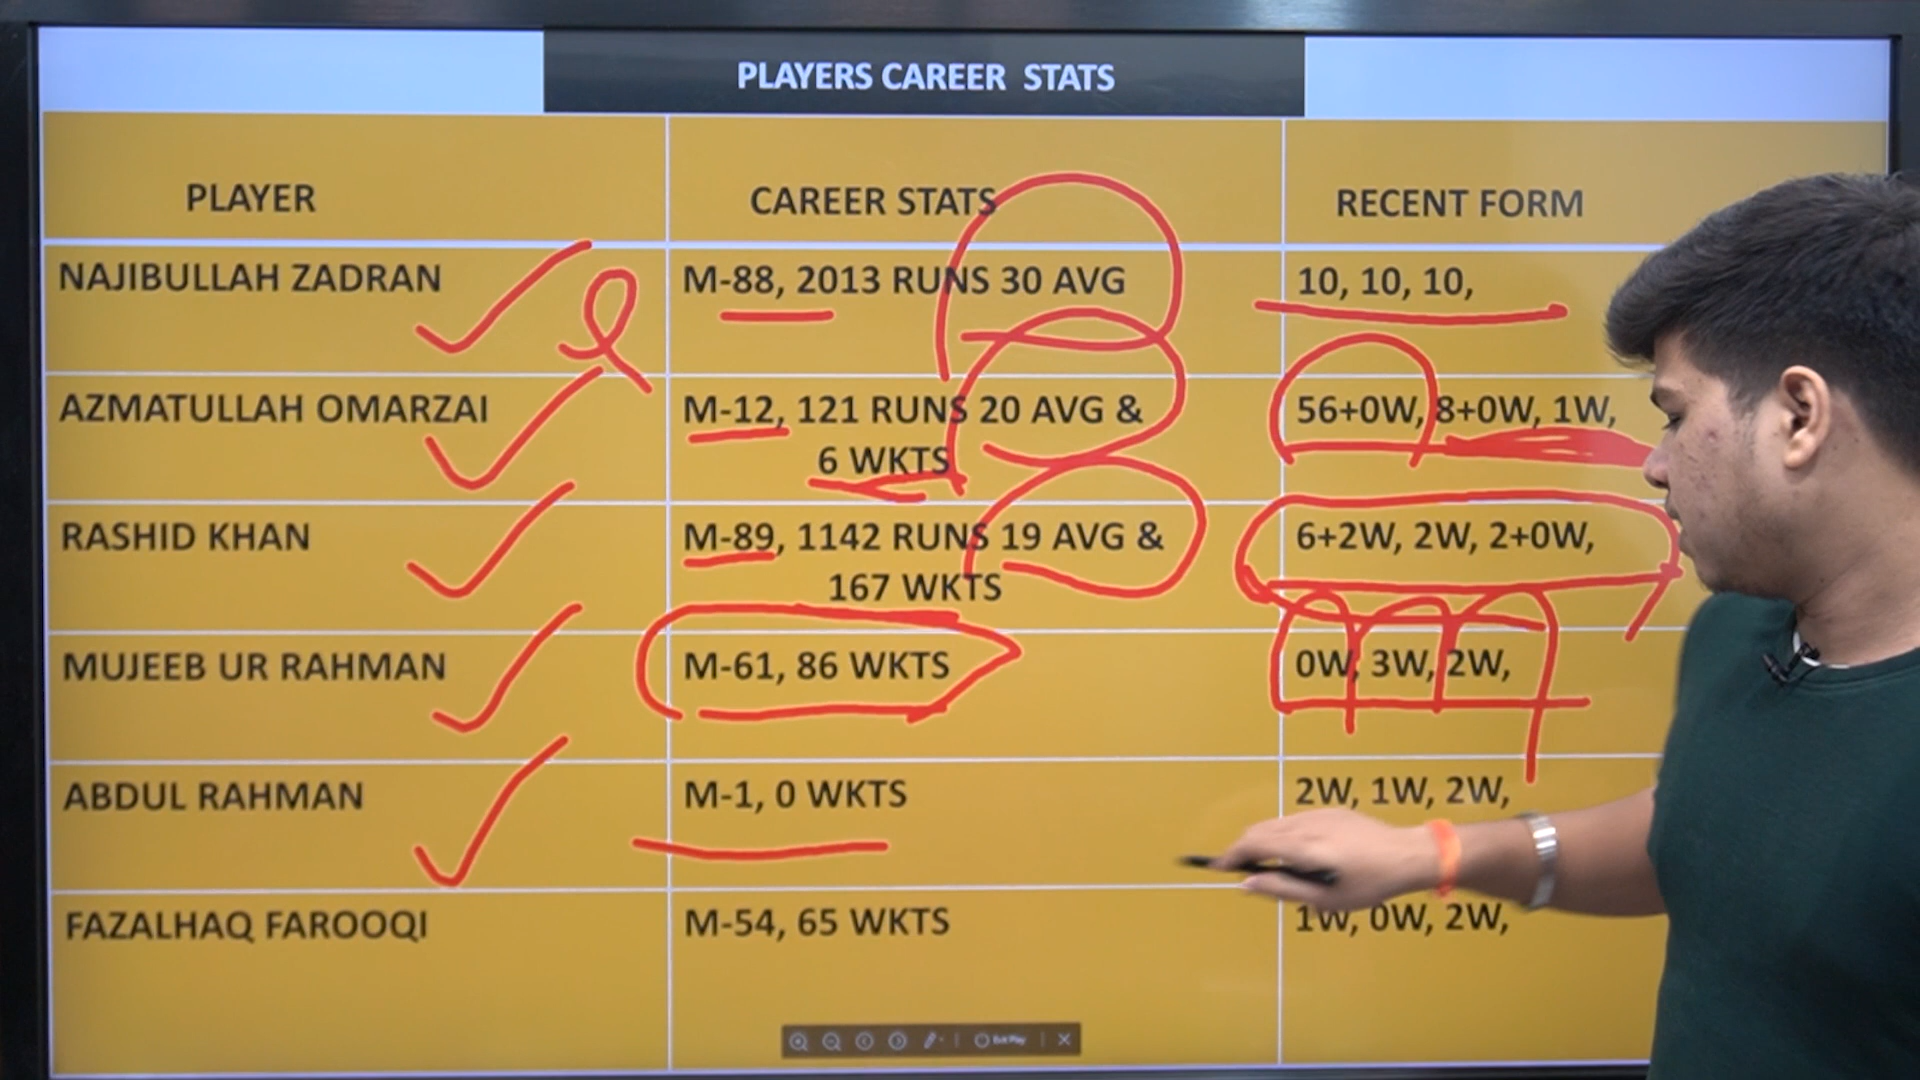 PLAYERS CAREER STATS
PLAYER CAREER STATS RECENT FORM
NAJIBULLAH ZADRAN M-88, 2013 RUNS 30 AVG 10, 10, 10,
AZMATULLAH OMARZAI M-12, 121 RUNS 20 AVG & 56+0W, 8+0W, 1W,
6 WKTS
RASHID KHAN M-89, 1142 RUNS 19 AVG & 6+2W, 2W, 2+0W,
167 WKTS
MUJEEB UR RAHMAN M-61, 86 WKTS 0W, 3W, 2W,
ABDUL RAHMAN M-1, 0 WKTS 2W, 1W, 2W,
FAZALHAQ FAROOQI M-54, 65 WKTS 1W, 0W, 2W,